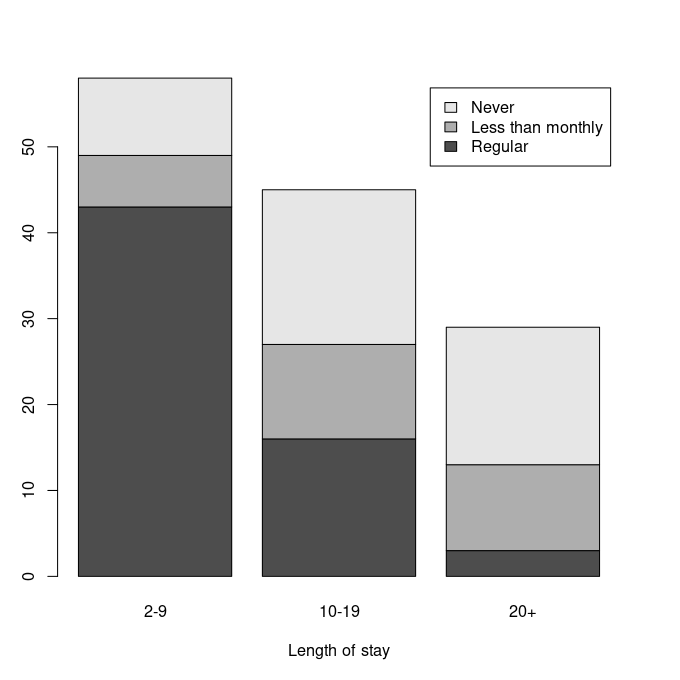 Never
Less than monthly
Regular
50
40
30
20
10
0
2-9 10-19 20+
Length of stay